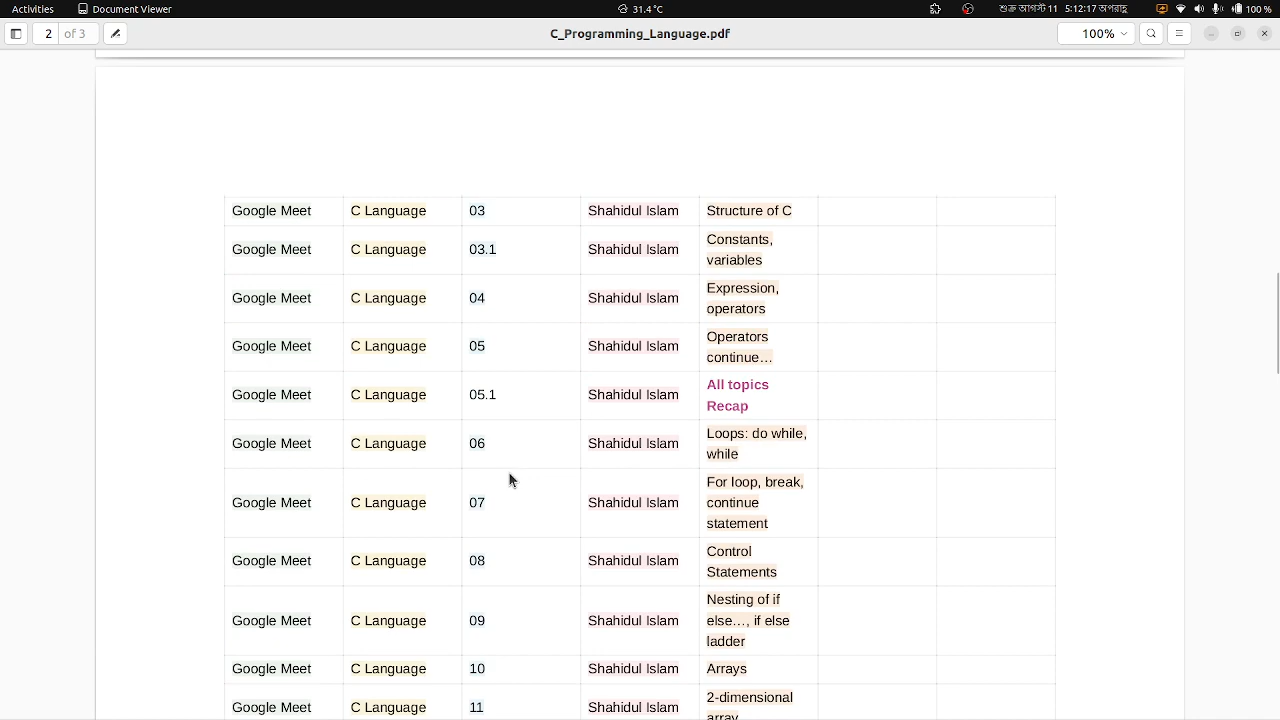 Activities Document Viewer 31.4 °C শুক্র আগস্ট 11 5:12:17 অপরাহ্ণ 100 %
2 of 3 C_Programming_Language.pdf 100%
Google Meet C Language 03 Shahidul Islam Structure of C
Google Meet C Language 03.1 Shahidul Islam Constants,
variables
Google Meet C Language 04 Shahidul Islam Expression,
operators
Google Meet C Language 05 Shahidul Islam Operators
continue…
Google Meet C Language 05.1 Shahidul Islam All topics
Recap
Google Meet C Language 06 Shahidul Islam Loops: do while,
while
Google Meet C Language 07 Shahidul Islam For loop, break,
continue
statement
Google Meet C Language 08 Shahidul Islam Control
Statements
Google Meet C Language 09 Shahidul Islam Nesting of if
else…, if else
ladder
Google Meet C Language 10 Shahidul Islam Arrays
Google Meet C Language 11 Shahidul Islam 2-dimensional
array